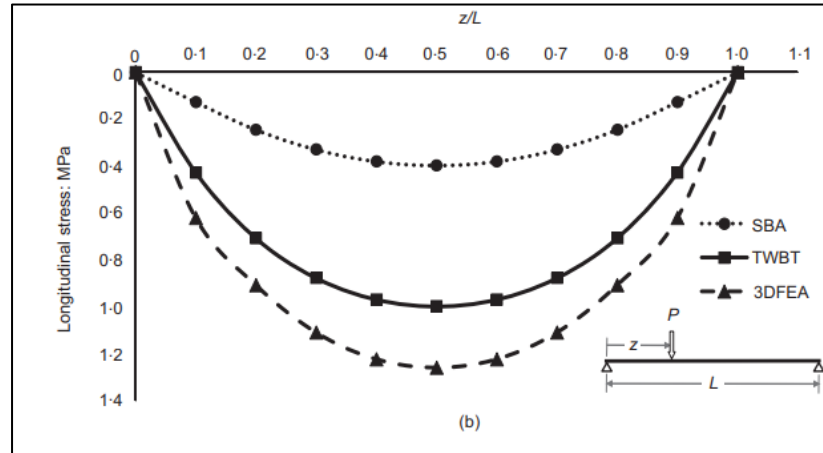 z/L
0 0·1 0·2 0·3 0·4 0·5 0·6 0·7 0·8 0·9 1·0 1·1
0
0·2
0·4
0·6
0·8
1·0
1·2
1·4
Longitudinal stress: MPa
SBA
TWBT
3DFEA
P
z
L
(b)